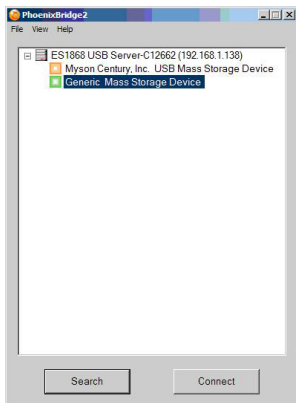 PhoenixBridge2
File View Help
ES1868 USB Server-C12662 (192.168.1.138)
Myson Century, Inc. USB Mass Storage Device
Generic Mass Storage Device
Search Connect